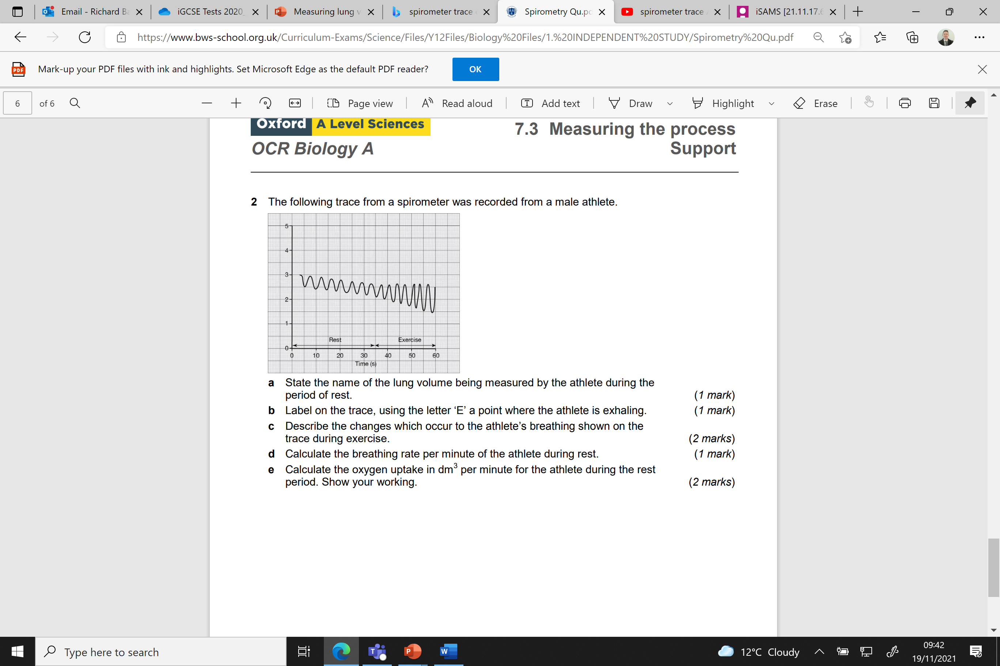 Email - Richard Ba
iGCSE Tests 2020_
Measuring lung v
spirometer trace
Spirometry Qu.pd
spirometer trace
iSAMS [21.11.17.6
https://www.bws-school.org.uk/Curriculum-Exams/Science/Files/Y12Files/Biology%20Files/1.%20INDEPENDENT%20STUDY/Spirometry%20Qu.pdf
PDF Mark-up your PDF files with ink and highlights. Set Microsoft Edge as the default PDF reader? OK
6 of 6 Page view Read aloud Add text Draw Highlight Erase
Oxford A Level Sciences
OCR Biology A
7.3 Measuring the process
Support
2 The following trace from a spirometer was recorded from a male athlete.
5
4
3
2
1
0
Rest Exercise
0 10 20 30 40 50 60
Time (s)
a State the name of the lung volume being measured by the athlete during the
period of rest. (1 mark)
b Label on the trace, using the letter ‘E’ a point where the athlete is exhaling. (1 mark)
c Describe the changes which occur to the athlete’s breathing shown on the
trace during exercise. (2 marks)
d Calculate the breathing rate per minute of the athlete during rest. (1 mark)
e Calculate the oxygen uptake in dm³ per minute for the athlete during the rest
period. Show your working. (2 marks)
Type here to search
12°C Cloudy
09:42
19/11/2021